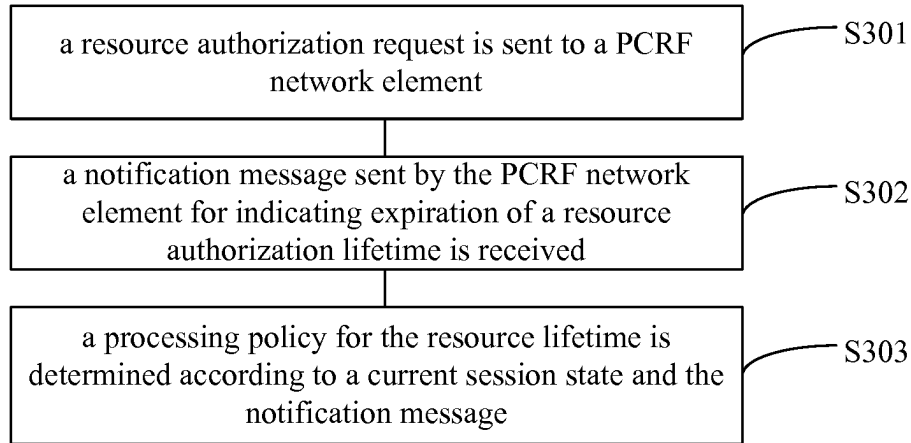 a resource authorization request is sent to a PCRF
network element
S301
a notification message sent by the PCRF network
element for indicating expiration of a resource
authorization lifetime is received
S302
a processing policy for the resource lifetime is
determined according to a current session state and the
notification message
S303